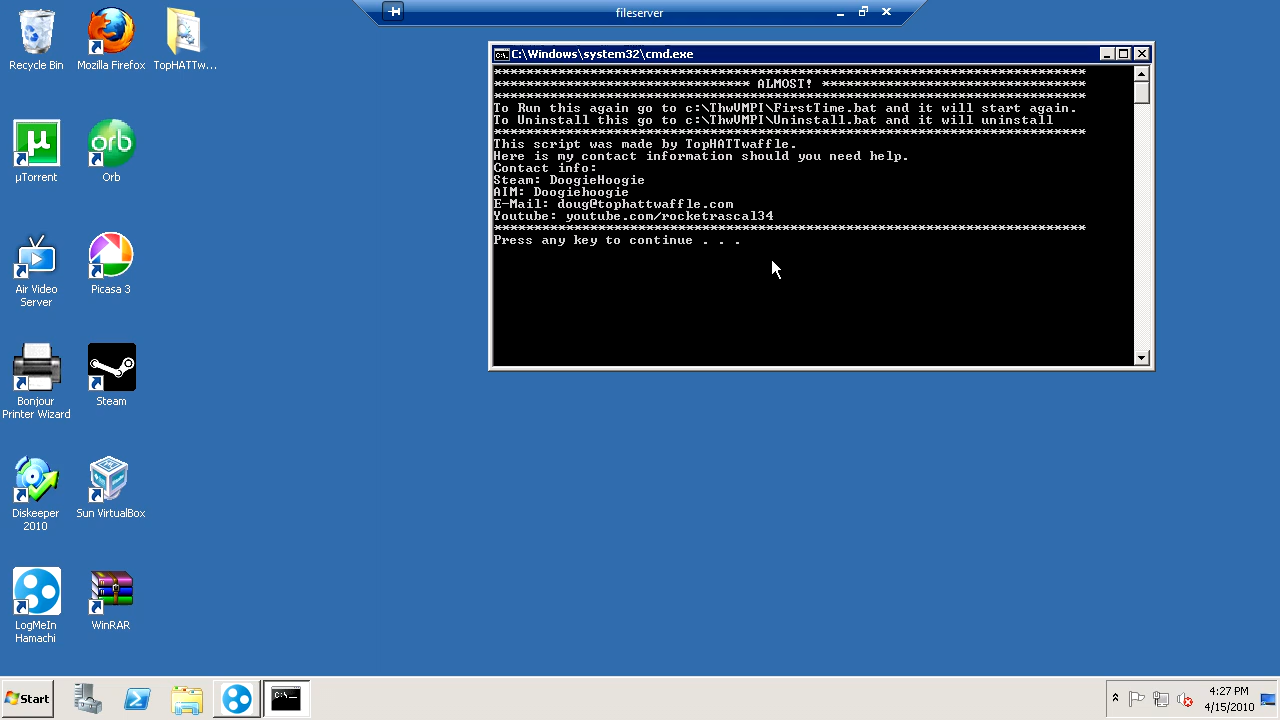 fileserver
Recycle Bin
Mozilla Firefox
TopHATTw...
µTorrent
Orb
Air Video
Server
Picasa 3
Bonjour
Printer Wizard
Steam
Diskeeper
2010
Sun VirtualBox
LogMeIn
Hamachi
WinRAR
C:\Windows\system32\cmd.exe
**************************************************************************
******************************** ALMOST! *********************************
**************************************************************************
To Run this again go to c:\ThwVMPI\FirstTime.bat and it will start again.
To Uninstall this go to c:\ThwVMPI\Uninstall.bat and it will uninstall
**************************************************************************
This script was made by TopHATTwaffle.
Here is my contact information should you need help.
Contact info:
Steam: DoogieHoogie
AIM: Doogiehoogie
E-Mail: doug@tophattwaffle.com
Youtube: youtube.com/rocketrascal34
**************************************************************************
Press any key to continue . . .
Start
4:27 PM
4/15/2010